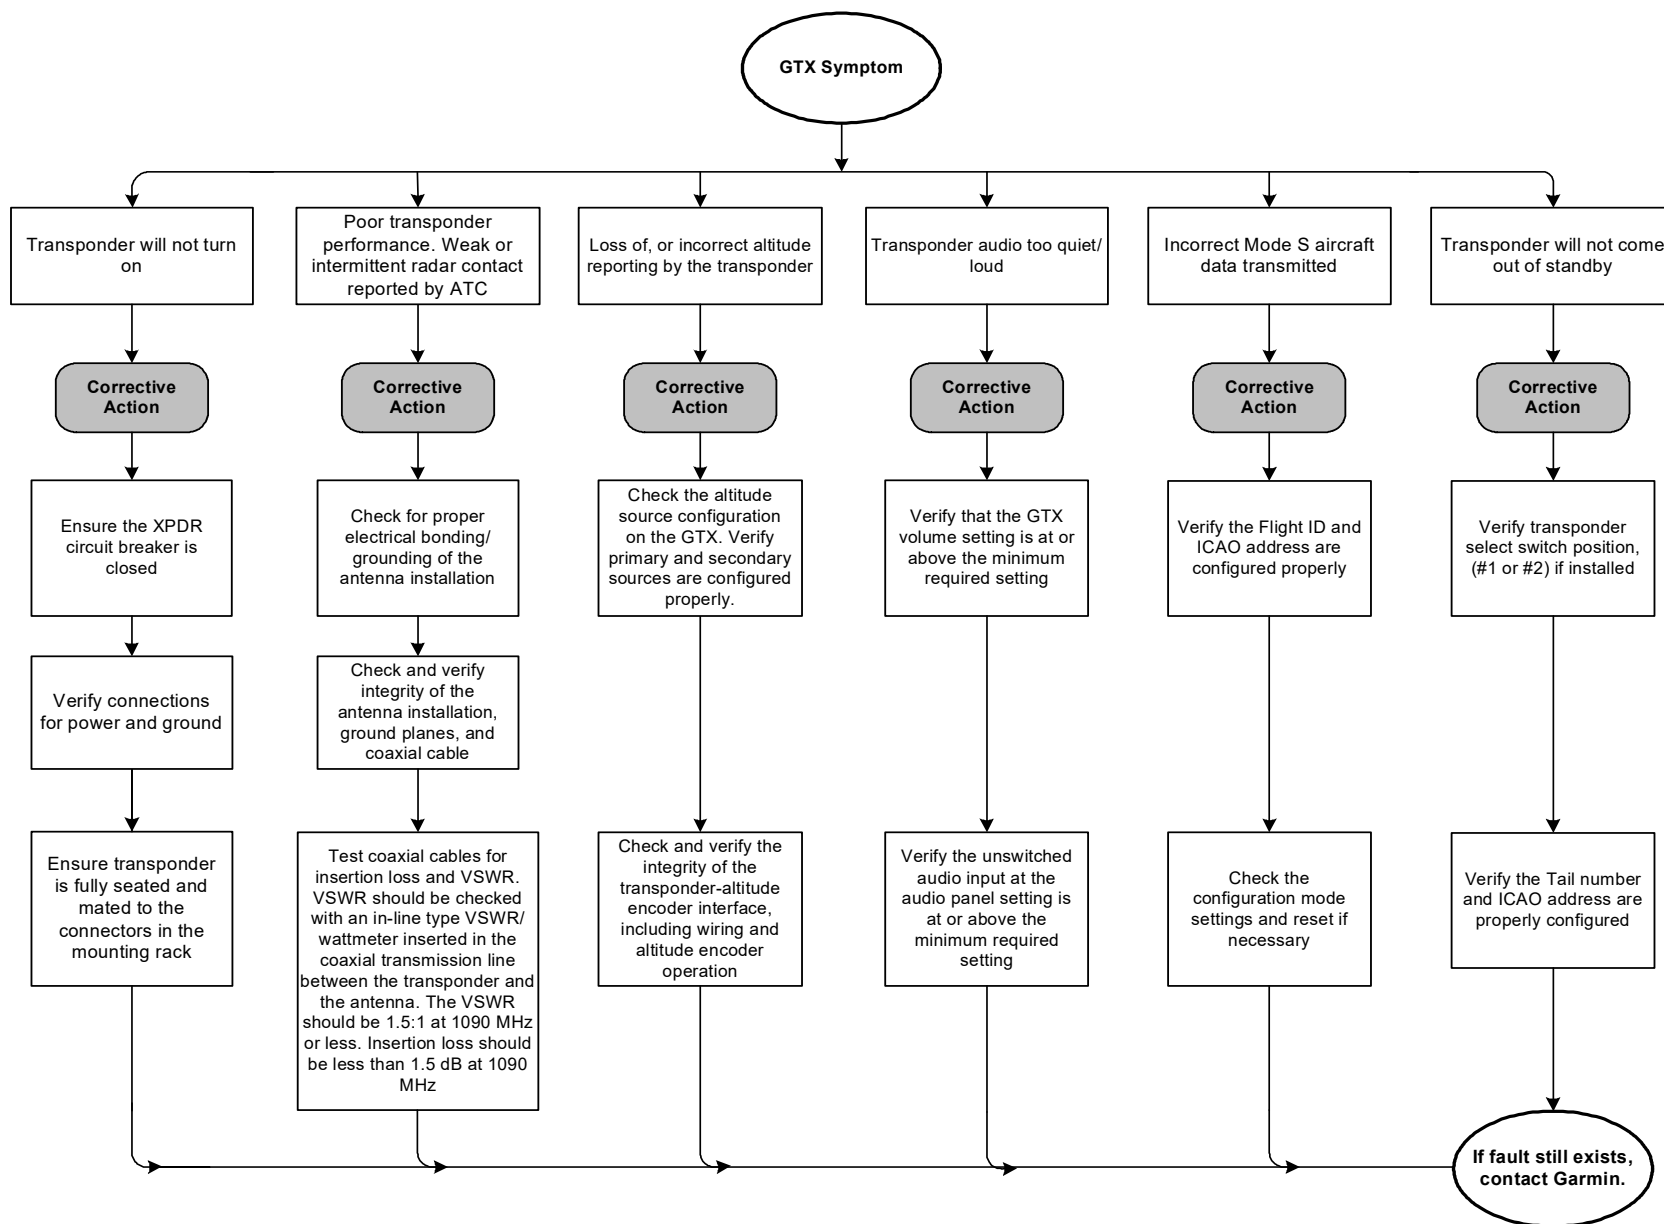 GTX Symptom
Transponder will not turn
on
Poor transponder
performance. Weak or
intermittent radar contact
reported by ATC
Loss of, or incorrect altitude
reporting by the transponder
Transponder audio too quiet/
loud
Incorrect Mode S aircraft
data transmitted
Transponder will not come
out of standby
Corrective
Action
Corrective
Action
Corrective
Action
Corrective
Action
Corrective
Action
Corrective
Action
Ensure the XPDR
circuit breaker is
closed
Check for proper
electrical bonding/
grounding of the
antenna installation
Check the altitude
source configuration
on the GTX. Verify
primary and secondary
sources are configured
properly.
Verify that the GTX
volume setting is at or
above the minimum
required setting
Verify the Flight ID and
ICAO address are
configured properly
Verify transponder
select switch position,
(#1 or #2) if installed
Verify connections
for power and ground
Check and verify
integrity of the
antenna installation,
ground planes, and
coaxial cable
Ensure transponder
is fully seated and
mated to the
connectors in the
mounting rack
Test coaxial cables for
insertion loss and VSWR.
VSWR should be checked
with an in-line type VSWR/
wattmeter inserted in the
coaxial transmission line
between the transponder and
the antenna. The VSWR
should be 1.5:1 at 1090 MHz
or less. Insertion loss should
be less than 1.5 dB at 1090
MHz
Check and verify the
integrity of the
transponder-altitude
encoder interface,
including wiring and
altitude encoder
operation
Verify the unswitched
audio input at the
audio panel setting is
at or above the
minimum required
setting
Check the
configuration mode
settings and reset if
necessary
Verify the Tail number
and ICAO address are
properly configured
If fault still exists,
contact Garmin.